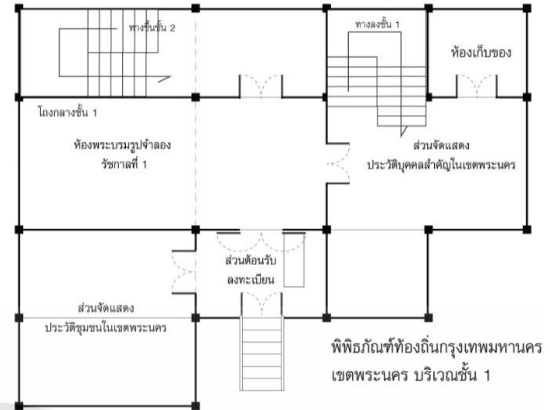 ทางขึ้นชั้น 2
ทางลงชั้น 1
ห้องเก็บของ
โถงกลางชั้น 1
ห้องพระบรมรูปจำลอง
รัชกาลที่ 1
ส่วนจัดแสดง
ประวัติบุคคลสำคัญในเขตพระนคร
ส่วนต้อนรับ
ลงทะเบียน
ส่วนจัดแสดง
ประวัติชุมชนในเขตพระนคร
พิพิธภัณฑ์ท้องถิ่นกรุงเทพมหานคร
เขตพระนคร บริเวณชั้น 1